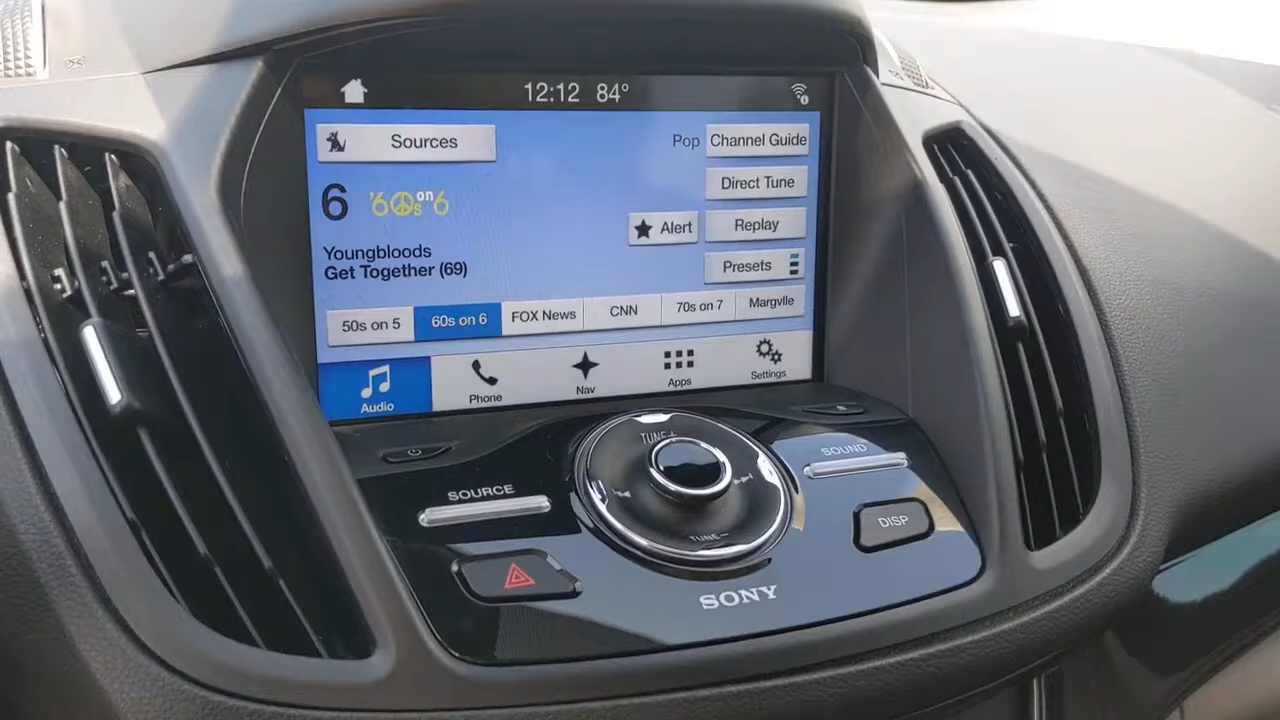 12:12 84°
Sources
Pop
Channel Guide
Direct Tune
6 '60s on 6
Alert
Replay
Youngbloods
Get Together (69)
Presets
50s on 5
60s on 6
FOX News
CNN
70s on 7
Margvlle
Audio
Phone
Nav
Apps
Settings
TUNE+
SOURCE
SOUND
TUNE-
DISP
SONY